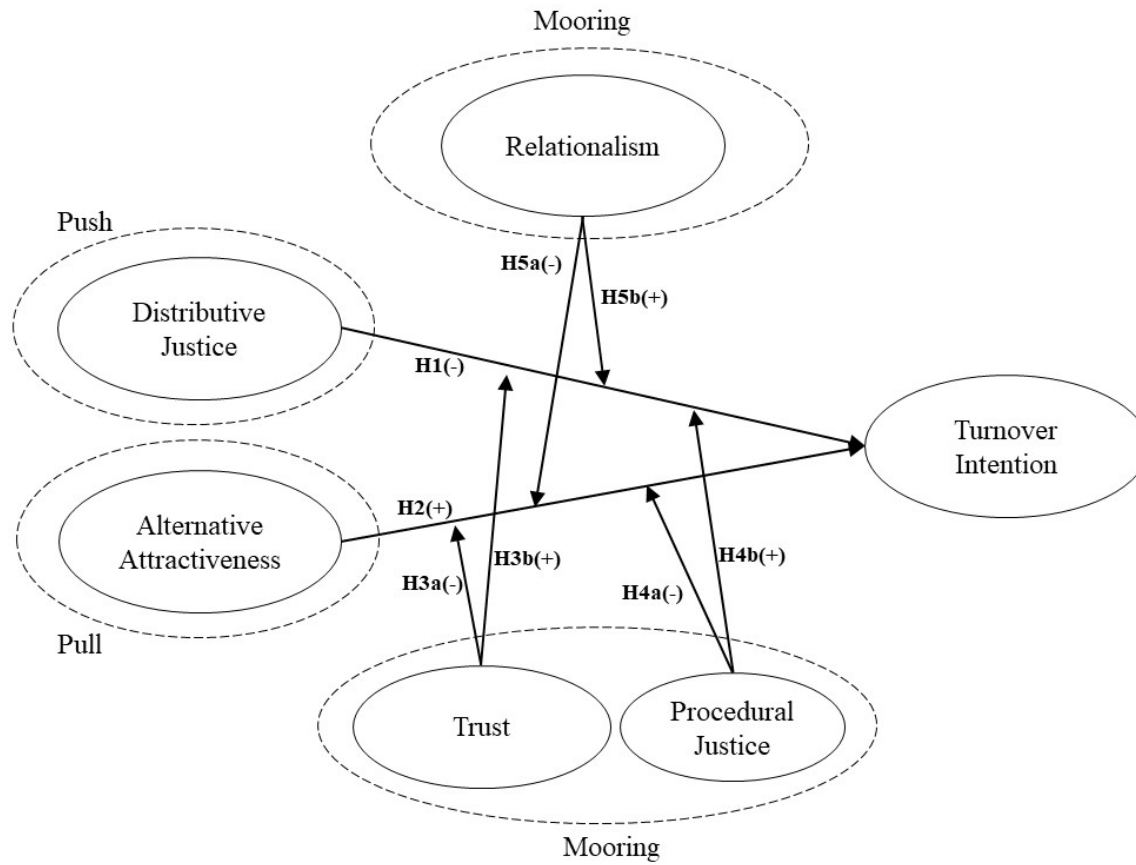 Mooring
Relationalism
Push
H5a(-)
H5b(+)
Distributive
Justice
H1(-)
Turnover
Intention
Alternative
Attractiveness
H2(+)
H3b(+)
H4b(+)
H3a(-)
H4a(-)
Pull
Trust
Procedural
Justice
Mooring